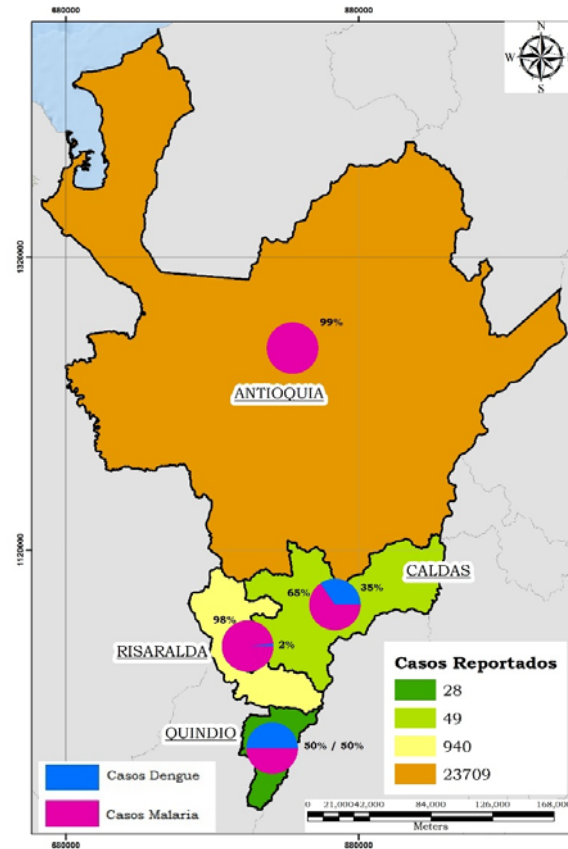 680000
880000
N
W
E
S
1320000
1320000
99%
ANTIOQUIA
1120000
1120000
CALDAS
65%
35%
98%
2%
RISARALDA
QUINDIO
50% / 50%
Casos Reportados
28
49
940
23709
Casos Dengue
Casos Malaria
0 21,000 42,000 84,000 126,000 168,000
Meters
680000
880000